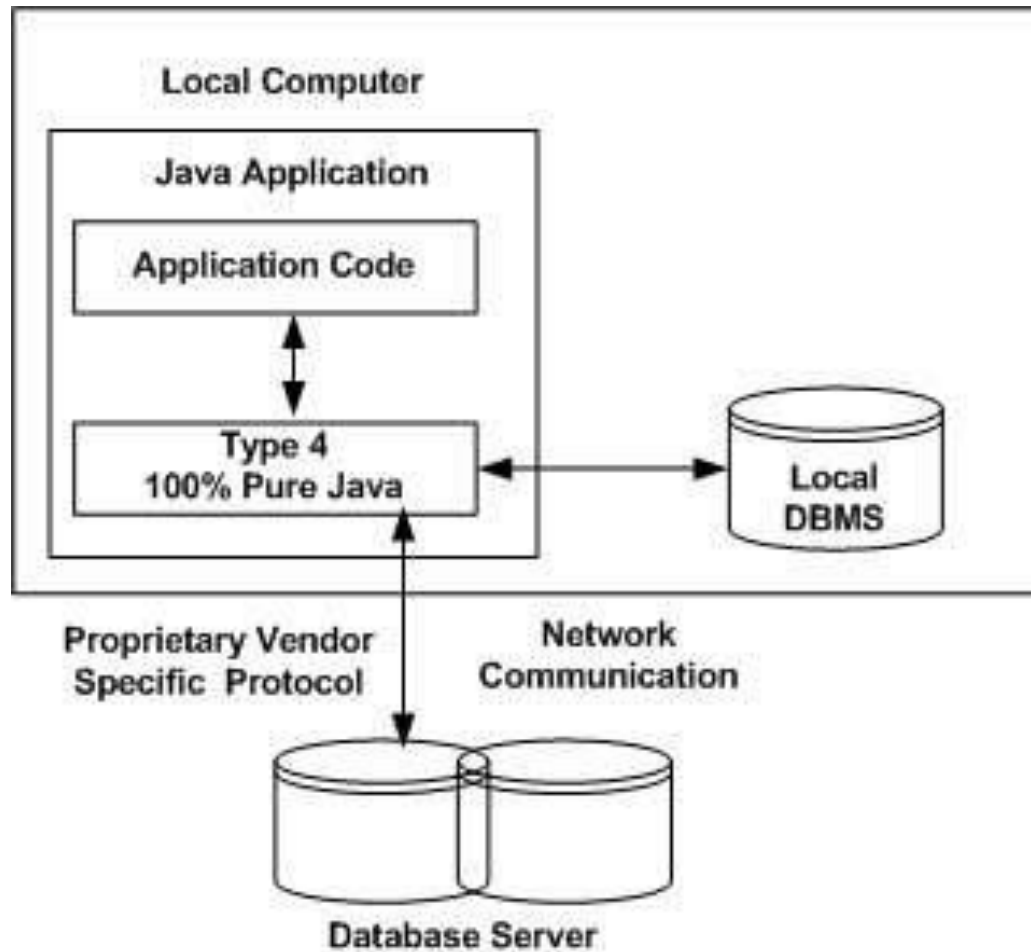 Local Computer
Java Application
Application Code
Type 4
100% Pure Java
Local
DBMS
Proprietary Vendor
Specific Protocol
Network
Communication
Database Server